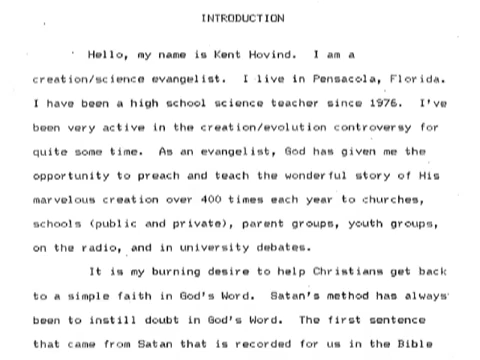 INTRODUCTION
Hello, my name is Kent Hovind. I am a
creation/science evangelist. I live in Pensacola, Florida.
I have been a high school science teacher since 1976. I've
been very active in the creation/evolution controversy for
quite some time. As an evangelist, God has given me the
opportunity to preach and teach the wonderful story of His
marvelous creation over 400 times each year to churches,
schools (public and private), parent groups, youth groups,
on the radio, and in university debates.
It is my burning desire to help Christians get back
to a simple faith in God's Word. Satan's method has always
been to instill doubt in God's Word. The first sentence
that came from Satan that is recorded for us in the Bible